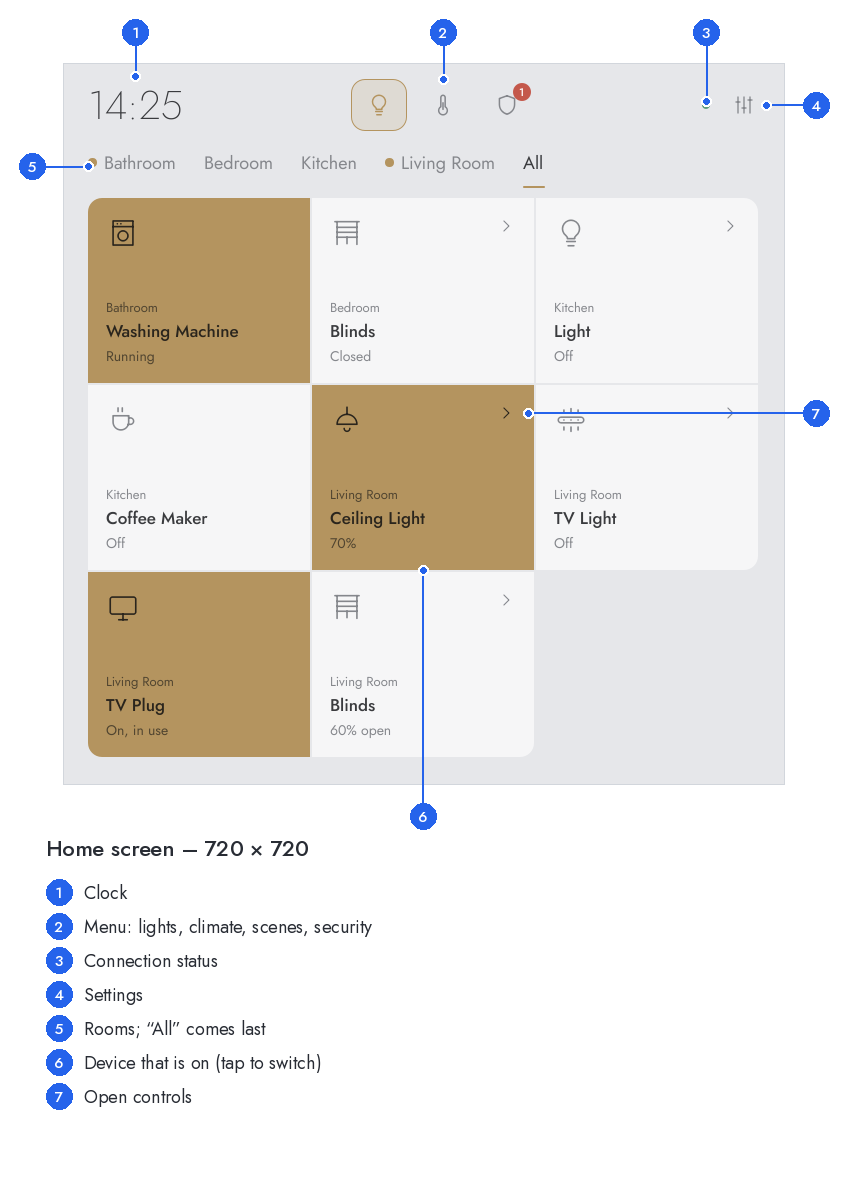 1
2
3
14:25
1
4
5
Bathroom Bedroom Kitchen Living Room All
Bathroom
Washing Machine
Running
Bedroom
Blinds
Closed
Kitchen
Light
Off
7
Kitchen
Coffee Maker
Off
Living Room
Ceiling Light
70%
Living Room
TV Light
Off
Living Room
TV Plug
On, in use
Living Room
Blinds
60% open
6
Home screen – 720 × 720
1 Clock
2 Menu: lights, climate, scenes, security
3 Connection status
4 Settings
5 Rooms; “All” comes last
6 Device that is on (tap to switch)
7 Open controls